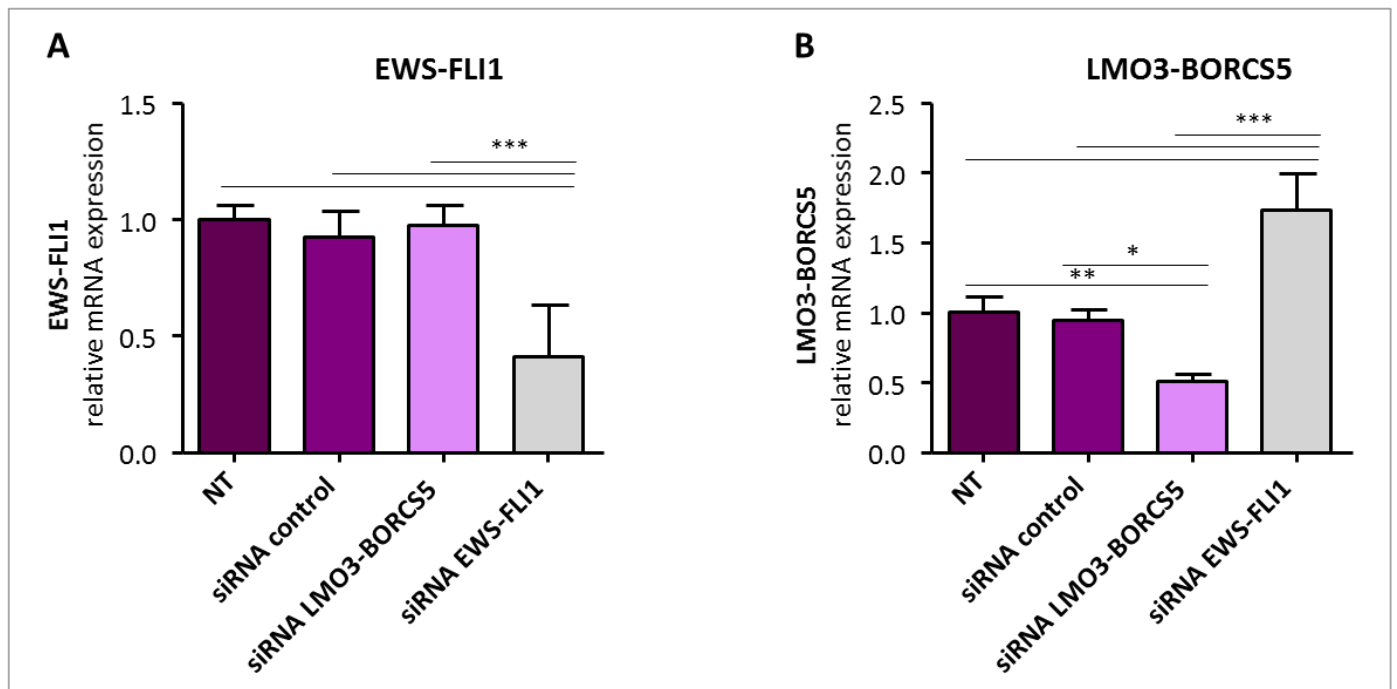 A
EWS-FLI1
EWS-FLI1
relative mRNA expression
1.5
1.0
0.5
0.0
***
NT
siRNA control
siRNA LMO3-BORCS5
siRNA EWS-FLI1
B
LMO3-BORCS5
LMO3-BORCS5
relative mRNA expression
2.5
2.0
1.5
1.0
0.5
0.0
***
*
**
NT
siRNA control
siRNA LMO3-BORCS5
siRNA EWS-FLI1